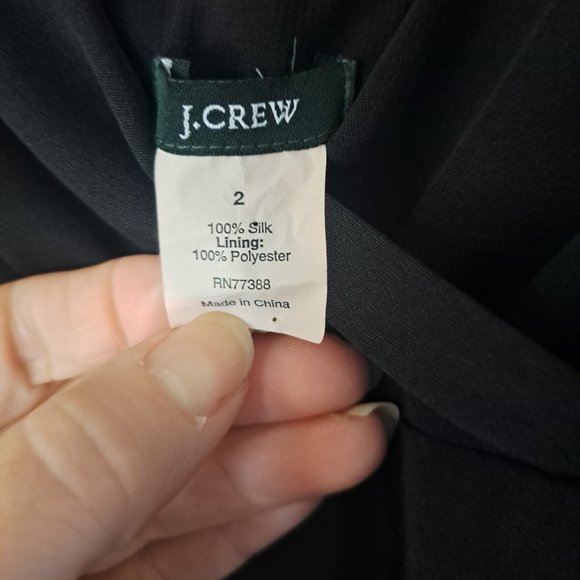 J.CREW
2
100% Silk
Lining:
100% Polyester
RN77388
Made in China